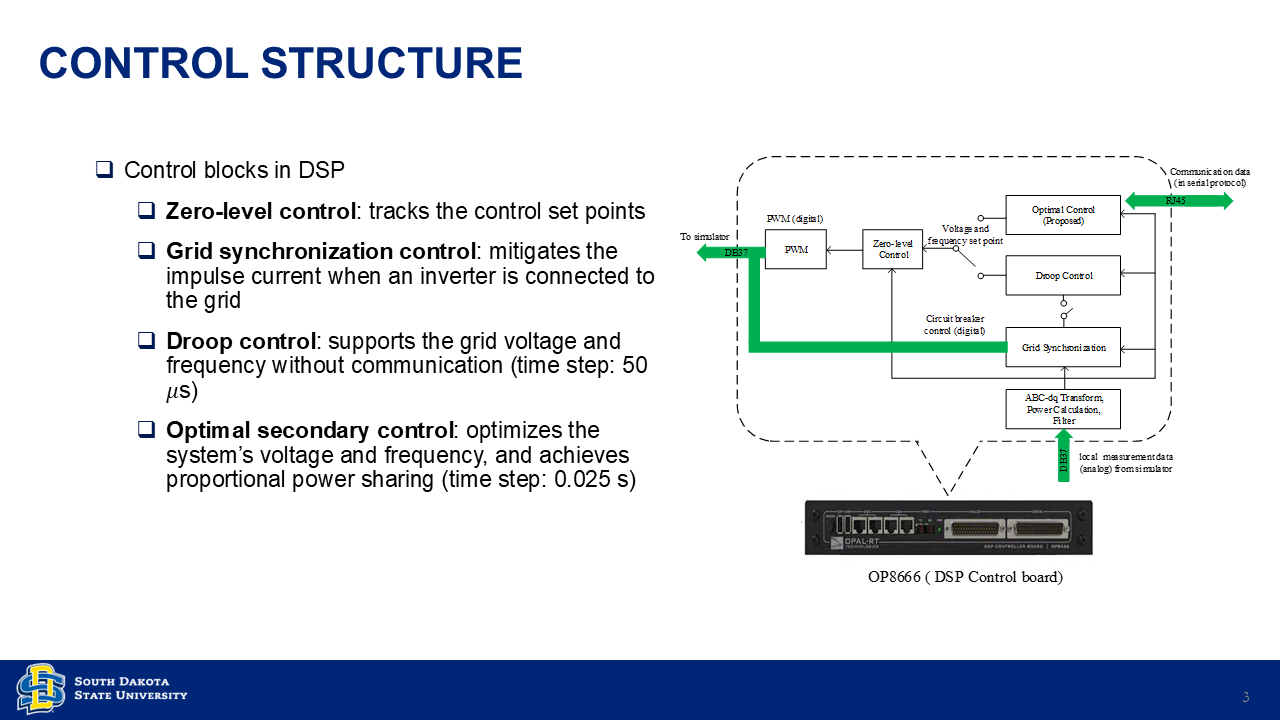 CONTROL STRUCTURE
Control blocks in DSP
Zero-level control: tracks the control set points
Grid synchronization control: mitigates the
impulse current when an inverter is connected to
the grid
Droop control: supports the grid voltage and
frequency without communication (time step: 50
𝜇s)
Optimal secondary control: optimizes the
system’s voltage and frequency, and achieves
proportional power sharing (time step: 0.025 s)
Communication data
(in serial protocol)
RJ45
Optimal Control
(Proposed)
PWM (digital)
Voltage and
frequency set point
To simulator
DB37
PWM
Zero-level
Control
Droop Control
Circuit breaker
control (digital)
Grid Synchronization
ABC-dq Transform,
Power Calculation,
Filter
DB37
local measurement data
(analog) from simulator
OPAL-RT
TECHNOLOGIES
DSP CONTROLLER BOARD | OP8666
OP8666 ( DSP Control board)
SOUTH DAKOTA
STATE UNIVERSITY
3